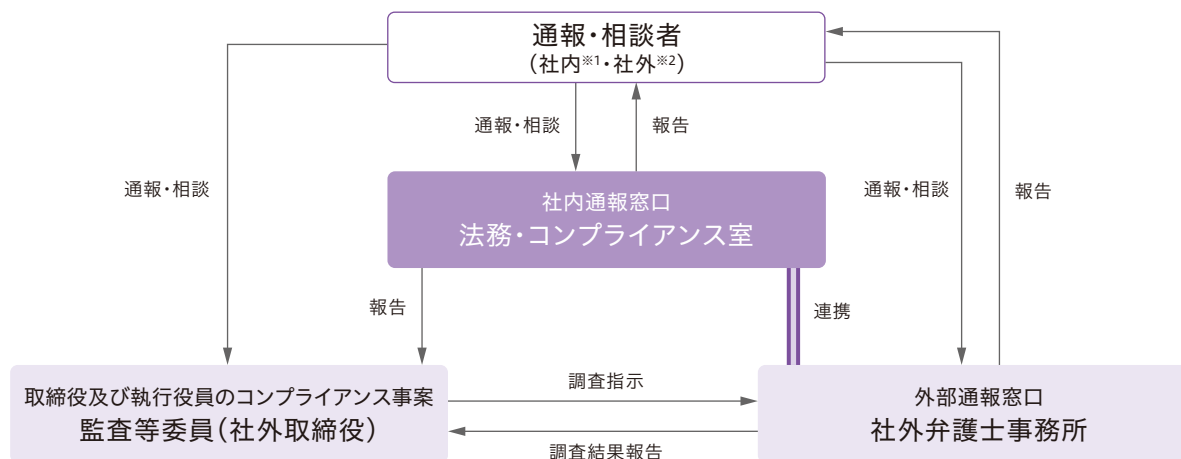 通報・相談者
（社内※1・社外※2）
通報・相談
報告
通報・相談
通報・相談
報告
社内通報窓口
法務・コンプライアンス室
報告
連携
取締役及び執行役員のコンプライアンス事案
監査等委員（社外取締役）
調査指示
調査結果報告
外部通報窓口
社外弁護士事務所